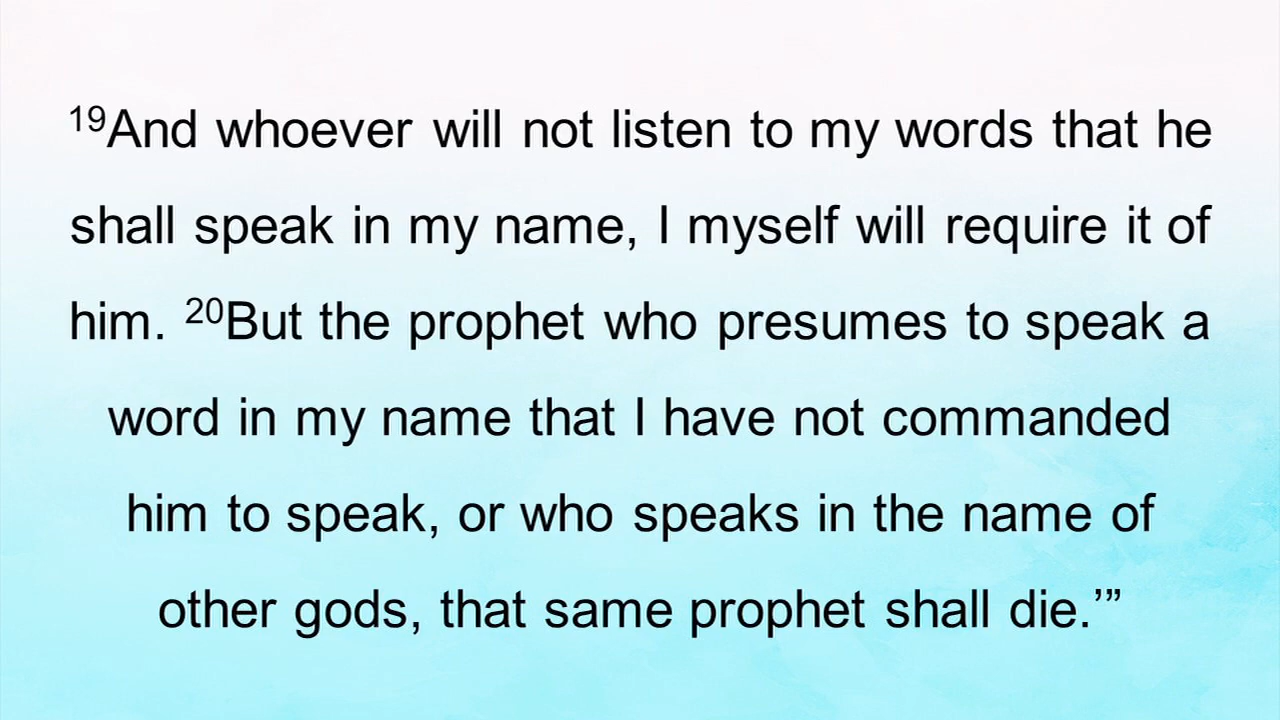 ¹⁹And whoever will not listen to my words that he
shall speak in my name, I myself will require it of
him. ²⁰But the prophet who presumes to speak a
word in my name that I have not commanded
him to speak, or who speaks in the name of
other gods, that same prophet shall die.’”